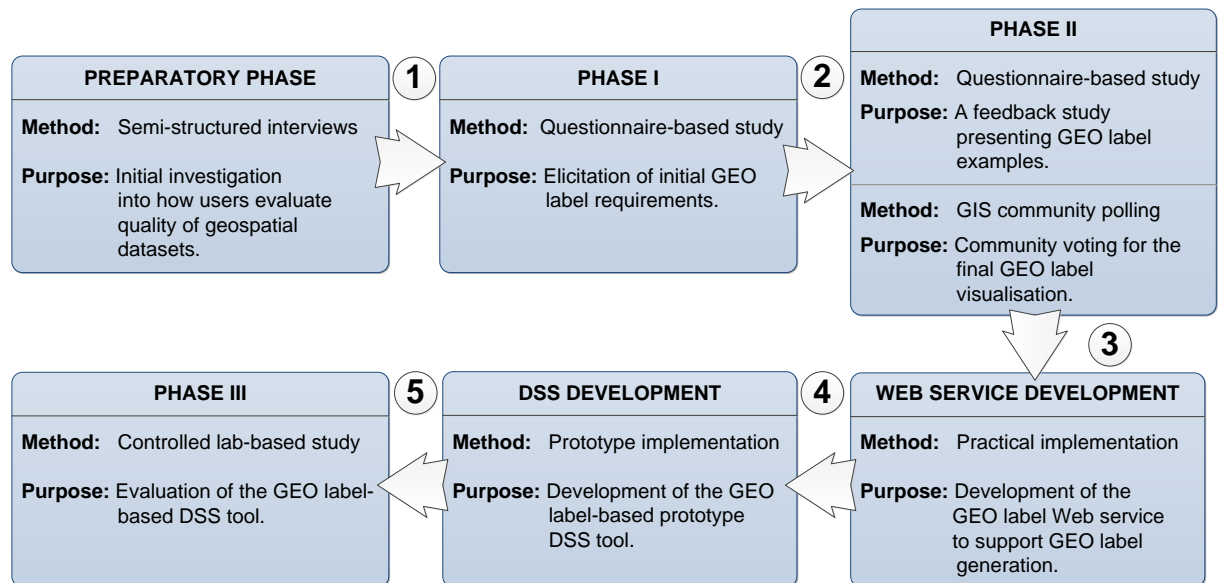 PREPARATORY PHASE
Method: Semi-structured interviews
Purpose: Initial investigation
into how users evaluate
quality of geospatial
datasets.
1
PHASE I
Method: Questionnaire-based study
Purpose: Elicitation of initial GEO
label requirements.
2
PHASE II
Method: Questionnaire-based study
Purpose: A feedback study
presenting GEO label
examples.
Method: GIS community polling
Purpose: Community voting for the
final GEO label
visualisation.
3
WEB SERVICE DEVELOPMENT
Method: Practical implementation
Purpose: Development of the
GEO label Web service
to support GEO label
generation.
4
DSS DEVELOPMENT
Method: Prototype implementation
Purpose: Development of the GEO
label-based prototype
DSS tool.
5
PHASE III
Method: Controlled lab-based study
Purpose: Evaluation of the GEO label-
based DSS tool.